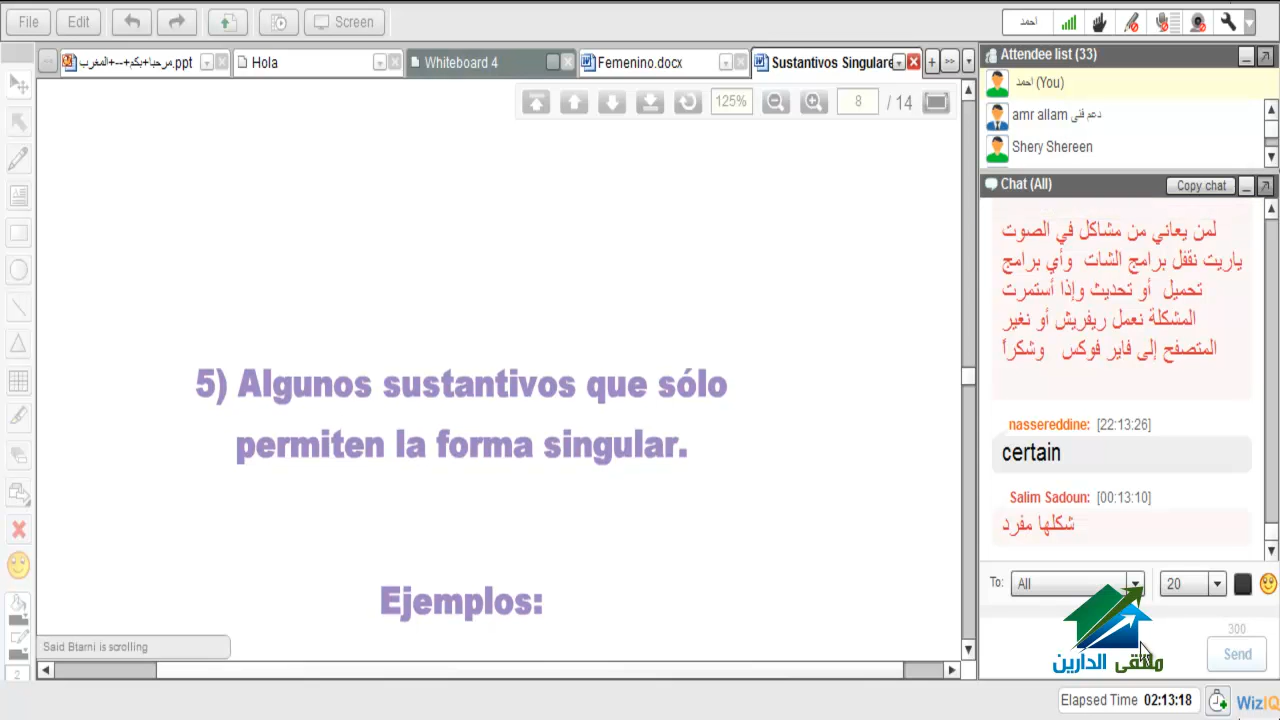 File Edit Screen احمد
مرحبا+بكم+--+المغرب.ppt Hola Whiteboard 4 Femenino.docx Sustantivos Singulare
125% 8 / 14
5) Algunos sustantivos que sólo
permiten la forma singular.
Ejemplos:
Said Btarni is scrolling
2
Attendee list (33)
احمد (You)
amr allam دعم فنى
Shery Shereen
Chat (All) Copy chat
لمن يعاني من مشاكل في الصوت
ياريت نقفل برامج الشات وأي برامج
تحميل أو تحديث وإذا أستمرت
المشكلة نعمل ريفريش أو نغير
المتصفح إلى فاير فوكس وشكراً
nassereddine: [22:13:26]
certain
Salim Sadoun: [00:13:10]
شكلها مفرد
To: All 20
300
Send
ملتقى الدارين
Elapsed Time 02:13:18 WizIQ